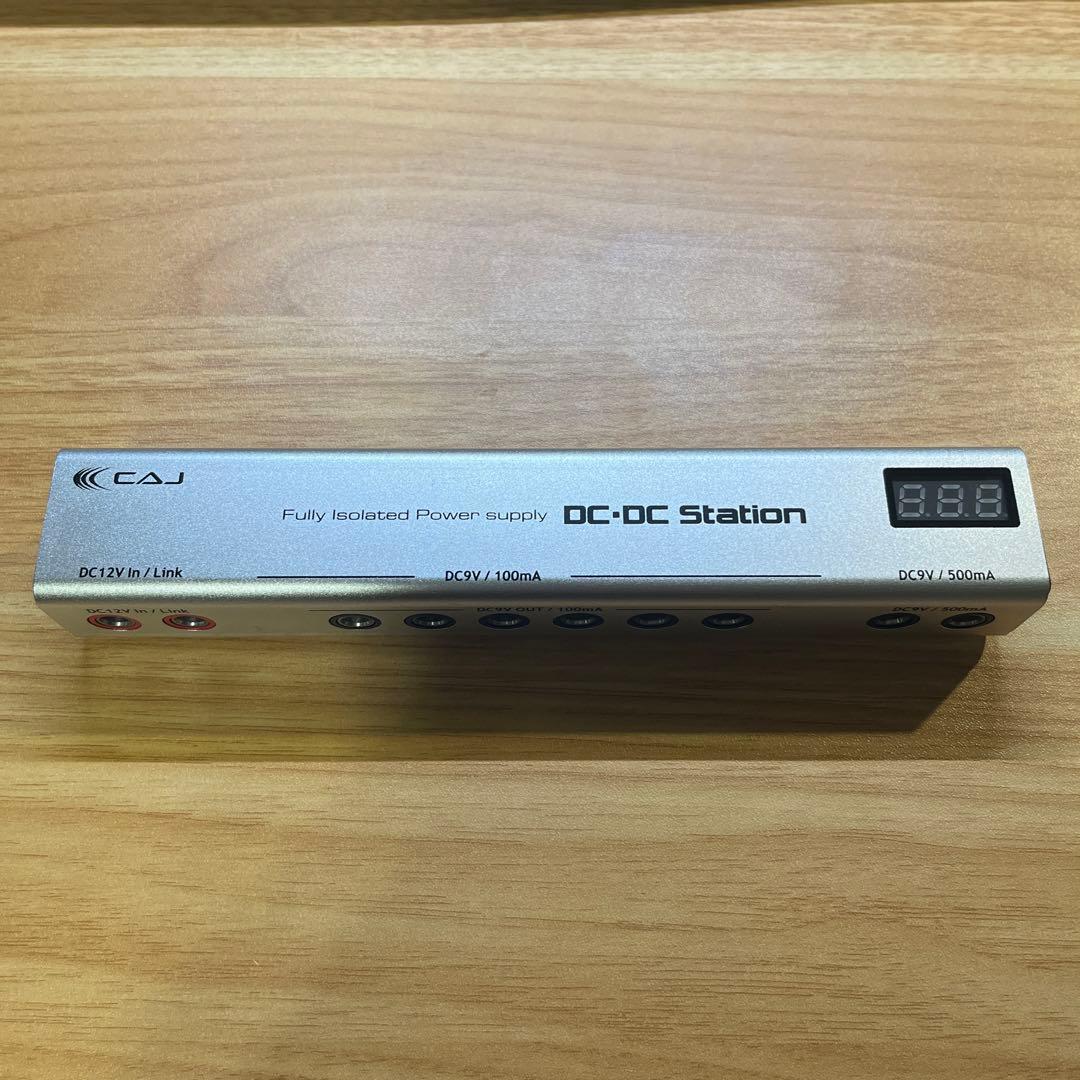 CAJ
Fully Isolated Power supply DC·DC Station
DC12V In / Link DC9V / 100mA DC9V / 500mA
DC12V In / Link DC9V OUT / 100mA DC9V / 500mA